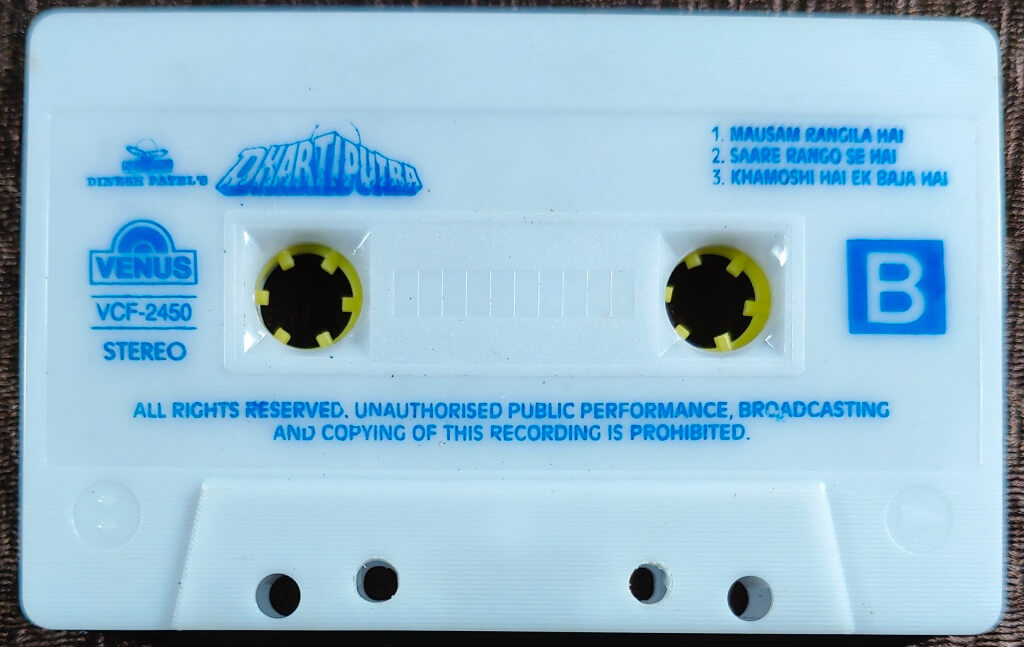 DINESH PATEL'S
DHARTIPUTRA
1. MAUSAM RANGILA HAI
2. SAARE RANGO SE HAI
3. KHAMOSHI HAI EK BAJA HAI
VENUS
VCF-2450
STEREO
B
ALL RIGHTS RESERVED. UNAUTHORISED PUBLIC PERFORMANCE, BROADCASTING
AND COPYING OF THIS RECORDING IS PROHIBITED.